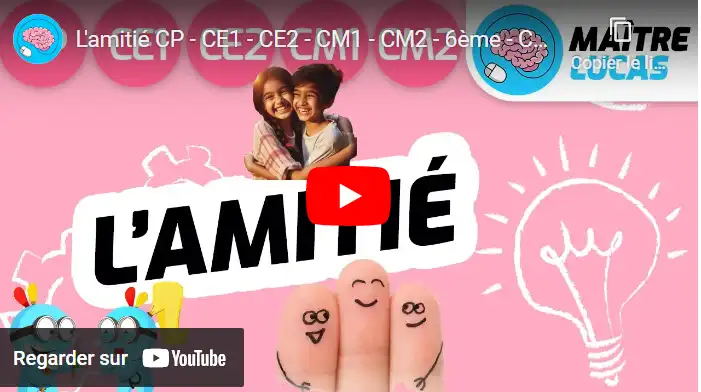 L'amitié CP - CE1 - CE2 - CM1 - CM2 - 6ème - C...
CE1 CE2 CM1 CM2
MAÎTRE
LUCAS
Copier le li...
L'AMITIÉ
Regarder sur YouTube